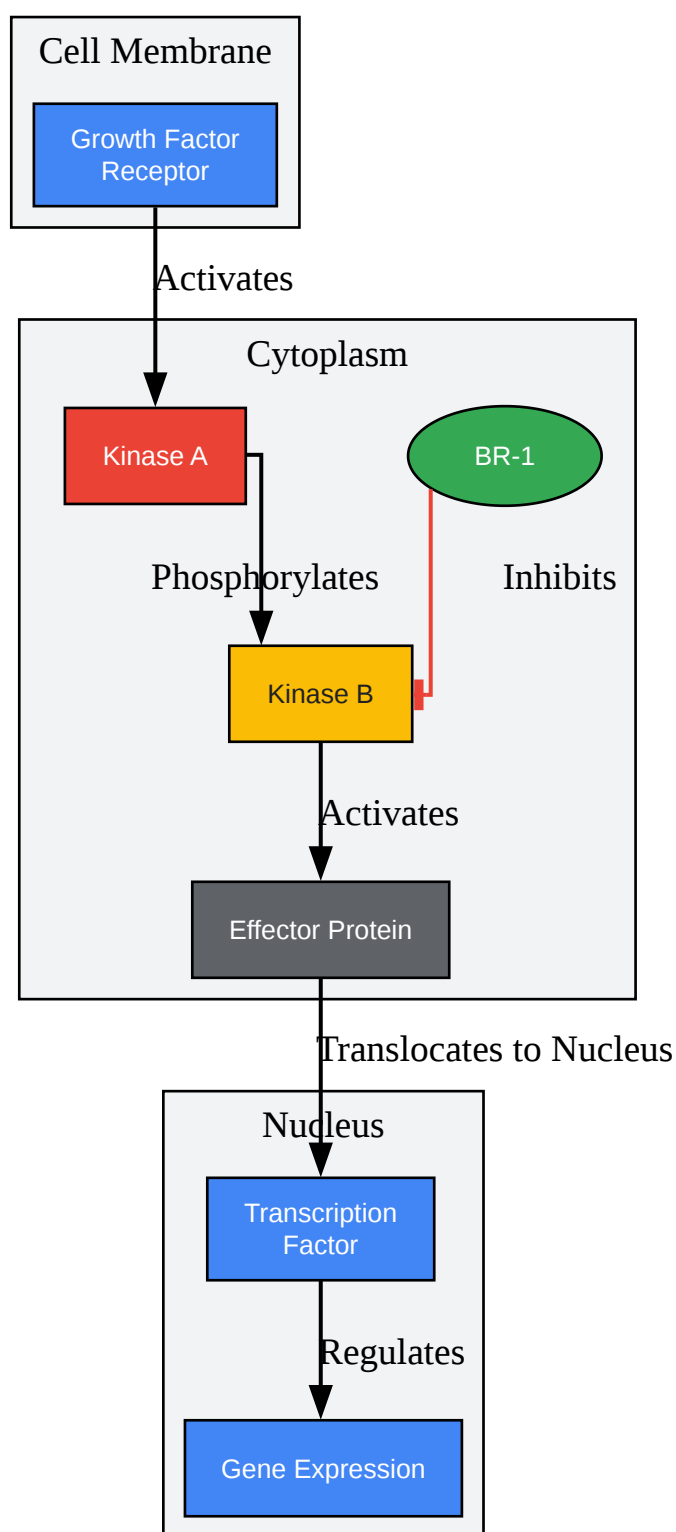 Cell Membrane
Growth Factor
Receptor
Activates
Cytoplasm
Kinase A
BR-1
Phosphorylates
Inhibits
Kinase B
Activates
Effector Protein
Translocates to Nucleus
Nucleus
Transcription
Factor
Regulates
Gene Expression